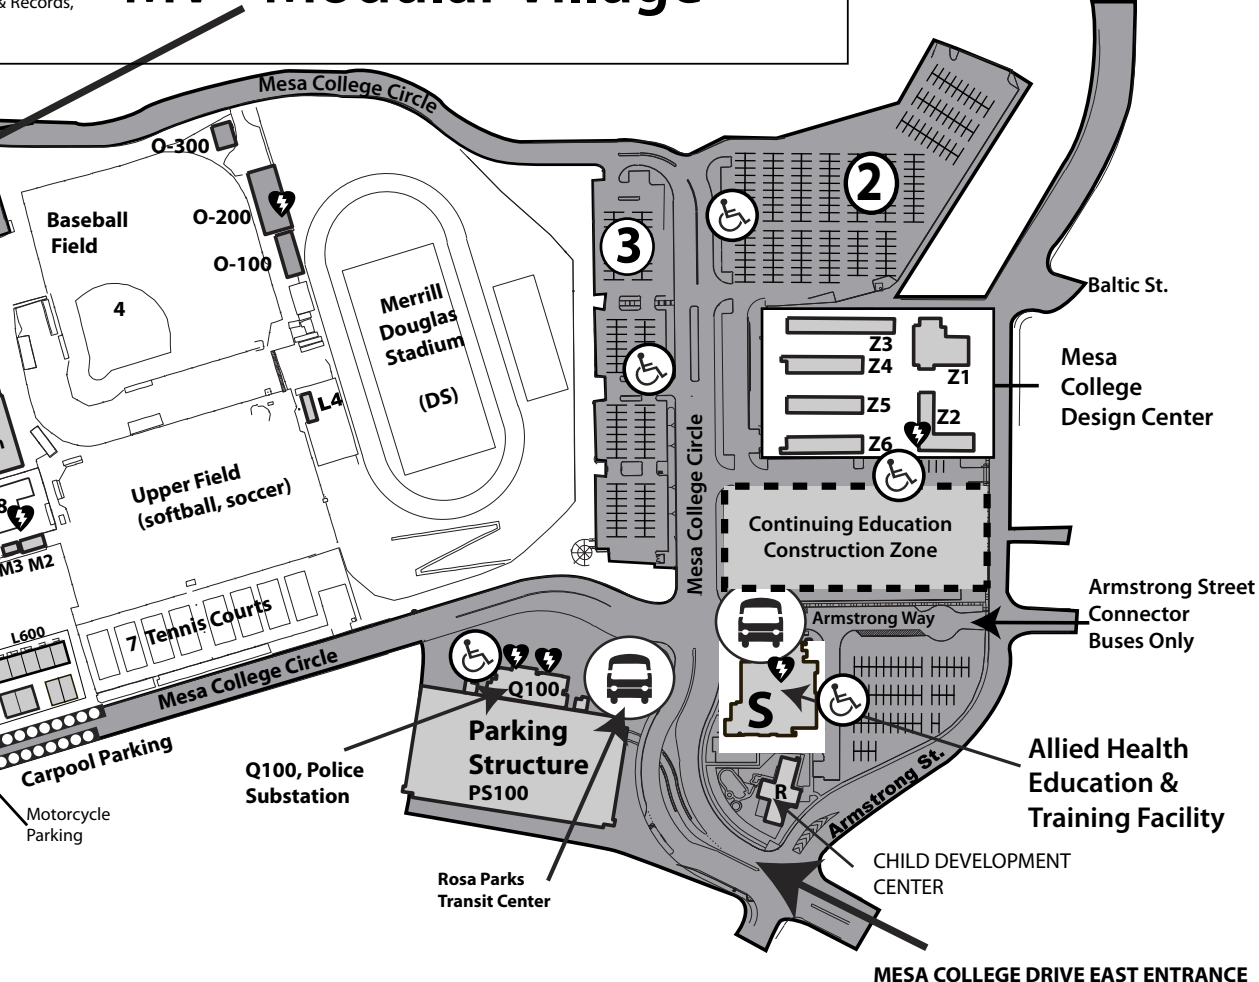 & Records,
MV - Modular Village
Mesa College Circle
O-300
O-200
O-100
Baseball
Field
4
Merrill
Douglas
Stadium
(DS)
L4
Upper Field
(softball, soccer)
8
M3 M2
L600
7 Tennis Courts
Mesa College Circle
Carpool Parking
Motorcycle
Parking
2
3
Mesa College Circle
Z3
Z4
Z5
Z6
Z1
Z2
Baltic St.
Mesa
College
Design Center
Continuing Education
Construction Zone
Armstrong Way
Armstrong Street
Connector
Buses Only
Q100
Parking
Structure
PS100
Q100, Police
Substation
Rosa Parks
Transit Center
S
R
Armstrong St.
Allied Health
Education &
Training Facility
CHILD DEVELOPMENT
CENTER
MESA COLLEGE DRIVE EAST ENTRANCE